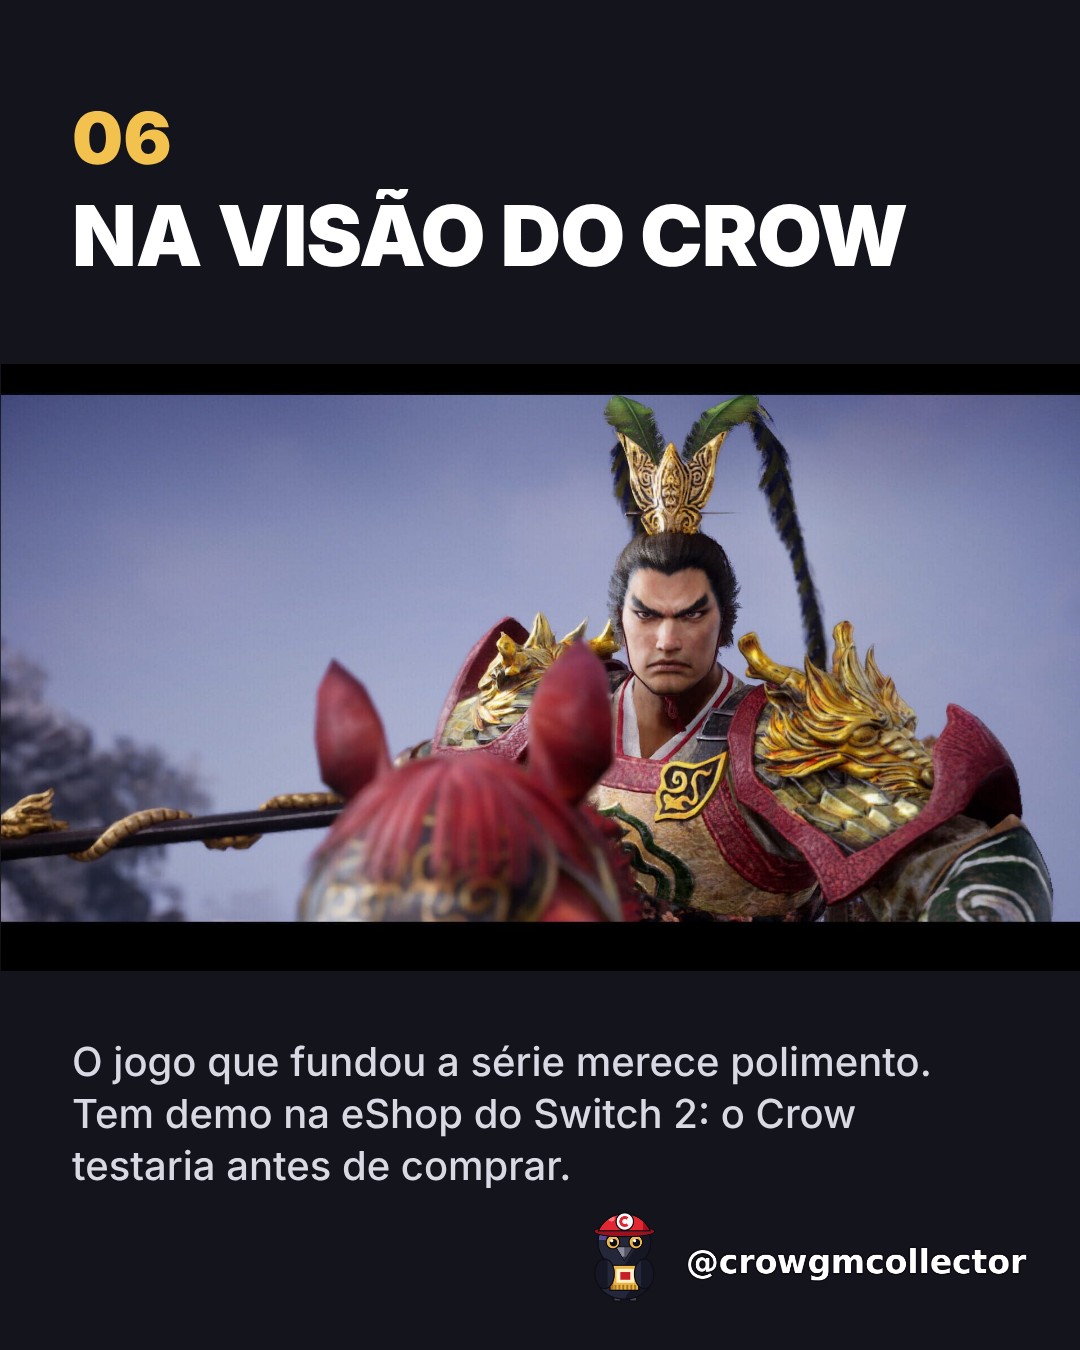 06
NA VISÃO DO CROW
O jogo que fundou a série merece polimento.
Tem demo na eShop do Switch 2: o Crow
testaria antes de comprar.
C
@crowgmcollector